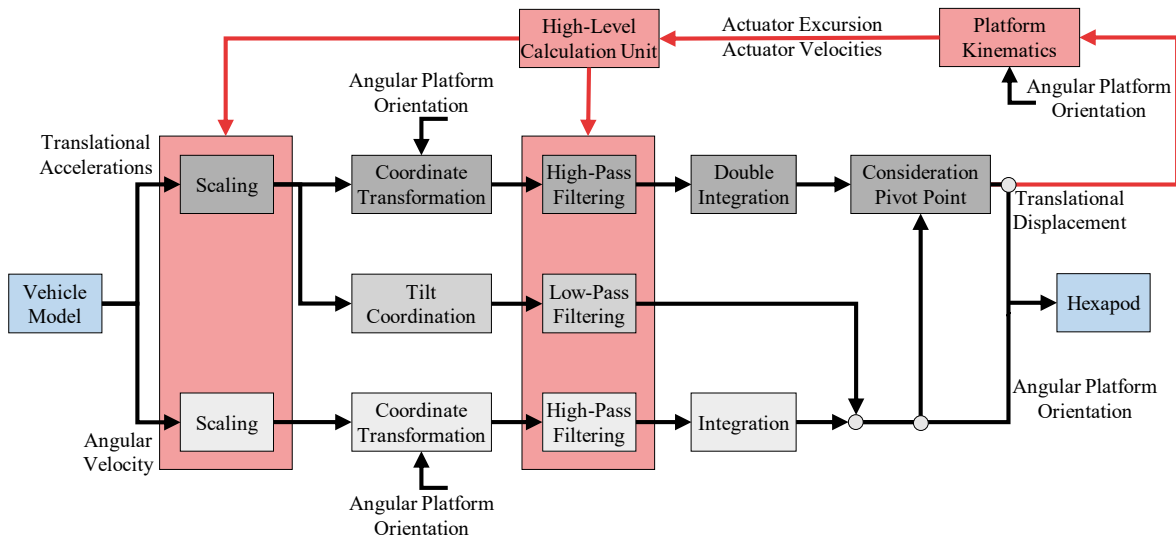 High-Level
Calculation Unit
Actuator Excursion
Actuator Velocities
Platform
Kinematics
Angular Platform
Orientation
Angular Platform
Orientation
Translational
Accelerations
Scaling
Coordinate
Transformation
High-Pass
Filtering
Double
Integration
Consideration
Pivot Point
Translational
Displacement
Vehicle
Model
Tilt
Coordination
Low-Pass
Filtering
Hexapod
Scaling
Coordinate
Transformation
High-Pass
Filtering
Integration
Angular Platform
Orientation
Angular
Velocity
Angular Platform
Orientation